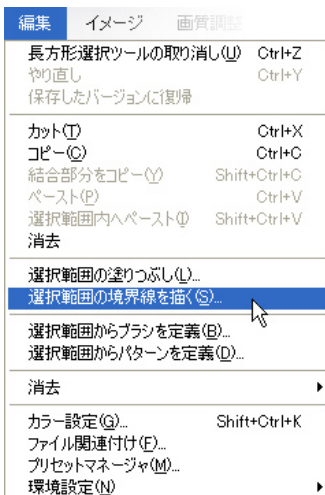 編集 イメージ 画質調整
長方形選択ツールの取り消し(U) Ctrl+Z
やり直し Ctrl+Y
保存したバージョンに復帰
カット(T) Ctrl+X
コピー(C) Ctrl+C
結合部分をコピー(Y) Shift+Ctrl+C
ペースト(P) Ctrl+V
選択範囲内へペースト(I) Shift+Ctrl+V
消去
選択範囲の塗りつぶし(L)...
選択範囲の境界線を描く(S)...
選択範囲からブラシを定義(B)...
選択範囲からパターンを定義(D)...
消去
カラー設定(G)... Shift+Ctrl+K
ファイル関連付け(F)...
プリセットマネージャ(M)...
環境設定(N)